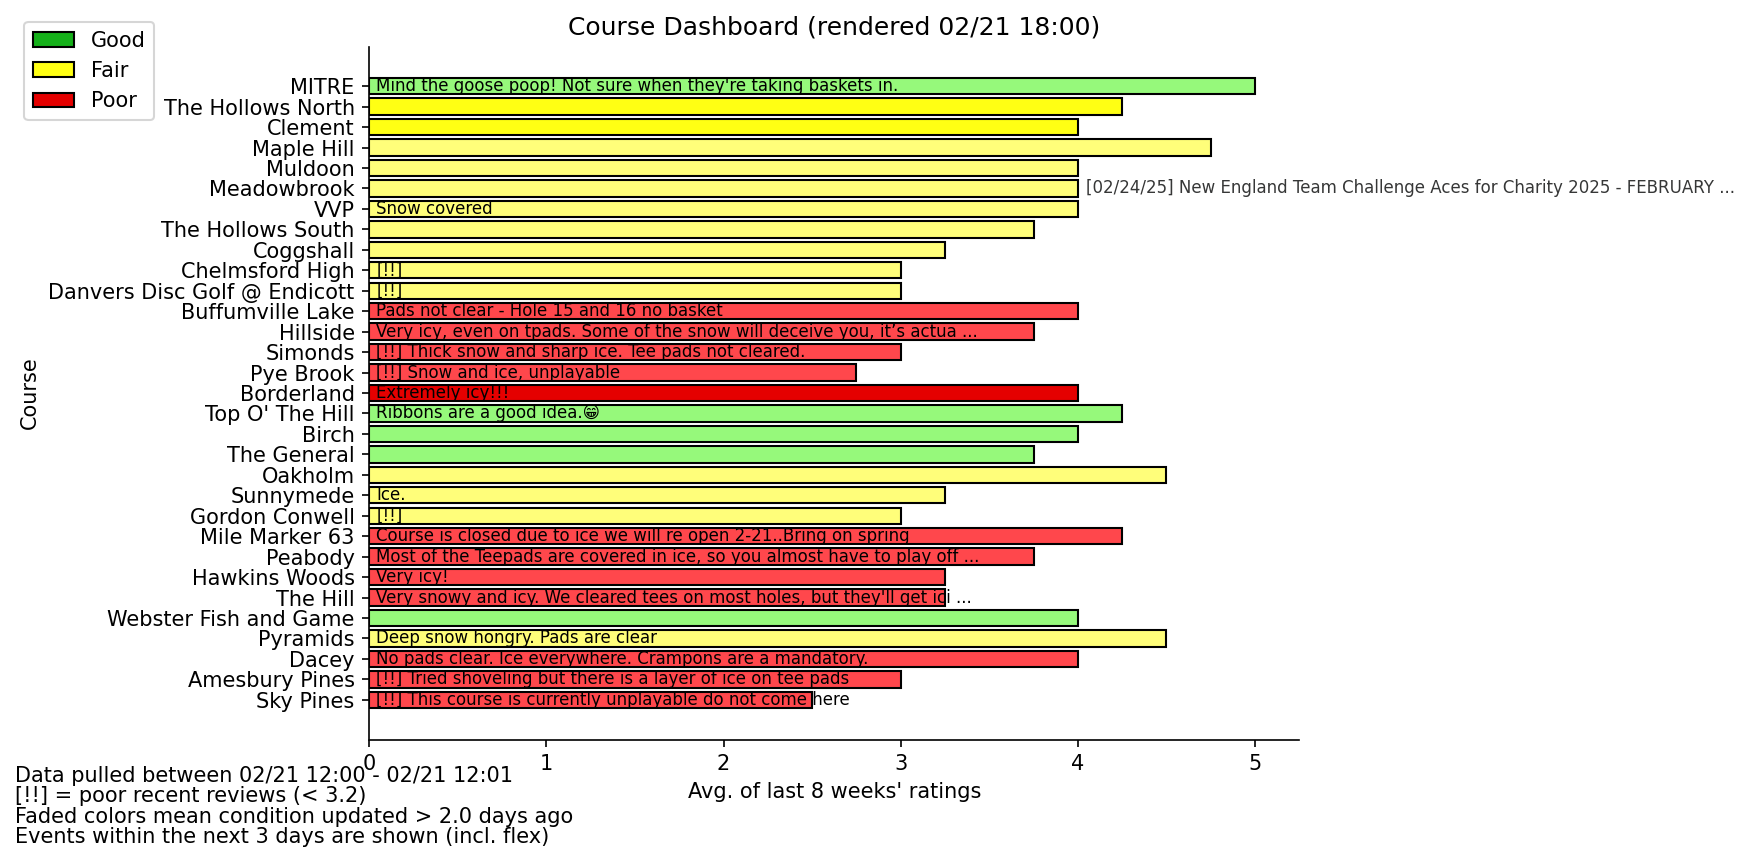 Course Dashboard (rendered 02/21 18:00)
Good
Fair
Poor
Course
MITRE Mind the goose poop! Not sure when they're taking baskets in.
The Hollows North
Clement
Maple Hill
Muldoon
Meadowbrook [02/24/25] New England Team Challenge Aces for Charity 2025 - FEBRUARY ...
VVP Snow covered
The Hollows South
Coggshall
Chelmsford High [!!]
Danvers Disc Golf @ Endicott [!!]
Buffumville Lake Pads not clear - Hole 15 and 16 no basket
Hillside Very icy, even on tpads. Some of the snow will deceive you, it’s actua ...
Simonds [!!] Thick snow and sharp ice. Tee pads not cleared.
Pye Brook [!!] Snow and ice, unplayable
Borderland Extremely icy!!!
Top O' The Hill Ribbons are a good idea.😁
Birch
The General
Oakholm
Sunnymede Ice.
Gordon Conwell [!!]
Mile Marker 63 Course is closed due to ice we will re open 2-21..Bring on spring
Peabody Most of the Teepads are covered in ice, so you almost have to play off ...
Hawkins Woods Very icy!
The Hill Very snowy and icy. We cleared tees on most holes, but they'll get ici ...
Webster Fish and Game
Pyramids Deep snow hongry. Pads are clear
Dacey No pads clear. Ice everywhere. Crampons are a mandatory.
Amesbury Pines [!!] Tried shoveling but there is a layer of ice on tee pads
Sky Pines [!!] This course is currently unplayable do not come here
0 1 2 3 4 5
Avg. of last 8 weeks' ratings
Data pulled between 02/21 12:00 - 02/21 12:01
[!!] = poor recent reviews (< 3.2)
Faded colors mean condition updated > 2.0 days ago
Events within the next 3 days are shown (incl. flex)